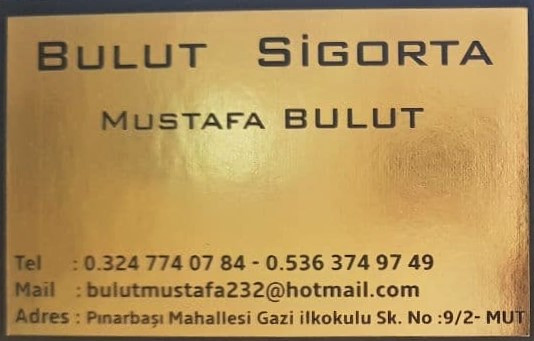 BULUT SİGORTA
MUSTAFA BULUT
Tel : 0.324 774 07 84 - 0.536 374 97 49
Mail : bulutmustafa232@hotmail.com
Adres : Pınarbaşı Mahallesi Gazi ilkokulu Sk. No :9/2- MUT